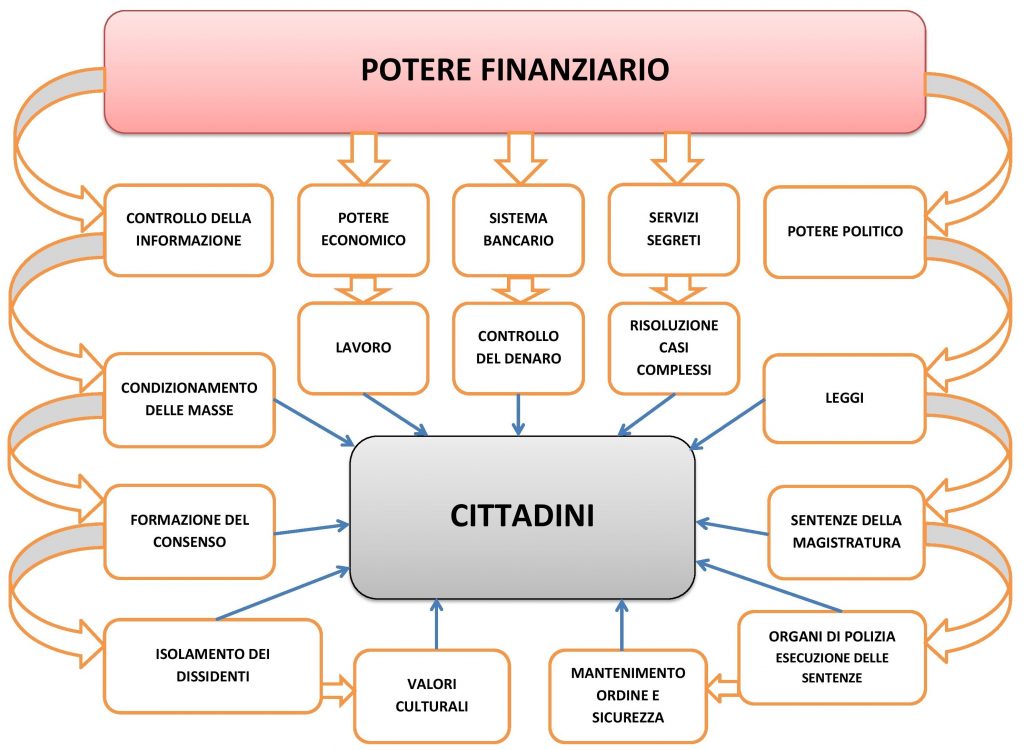 POTERE FINANZIARIO
CONTROLLO DELLA
INFORMAZIONE
POTERE
ECONOMICO
SISTEMA
BANCARIO
SERVIZI
SEGRETI
POTERE POLITICO
LAVORO
CONTROLLO
DEL DENARO
RISOLUZIONE
CASI
COMPLESSI
CONDIZIONAMENTO
DELLE MASSE
LEGGI
CITTADINI
FORMAZIONE DEL
CONSENSO
SENTENZE DELLA
MAGISTRATURA
ISOLAMENTO DEI
DISSIDENTI
VALORI
CULTURALI
MANTENIMENTO
ORDINE E
SICUREZZA
ORGANI DI POLIZIA
ESECUZIONE DELLE
SENTENZE